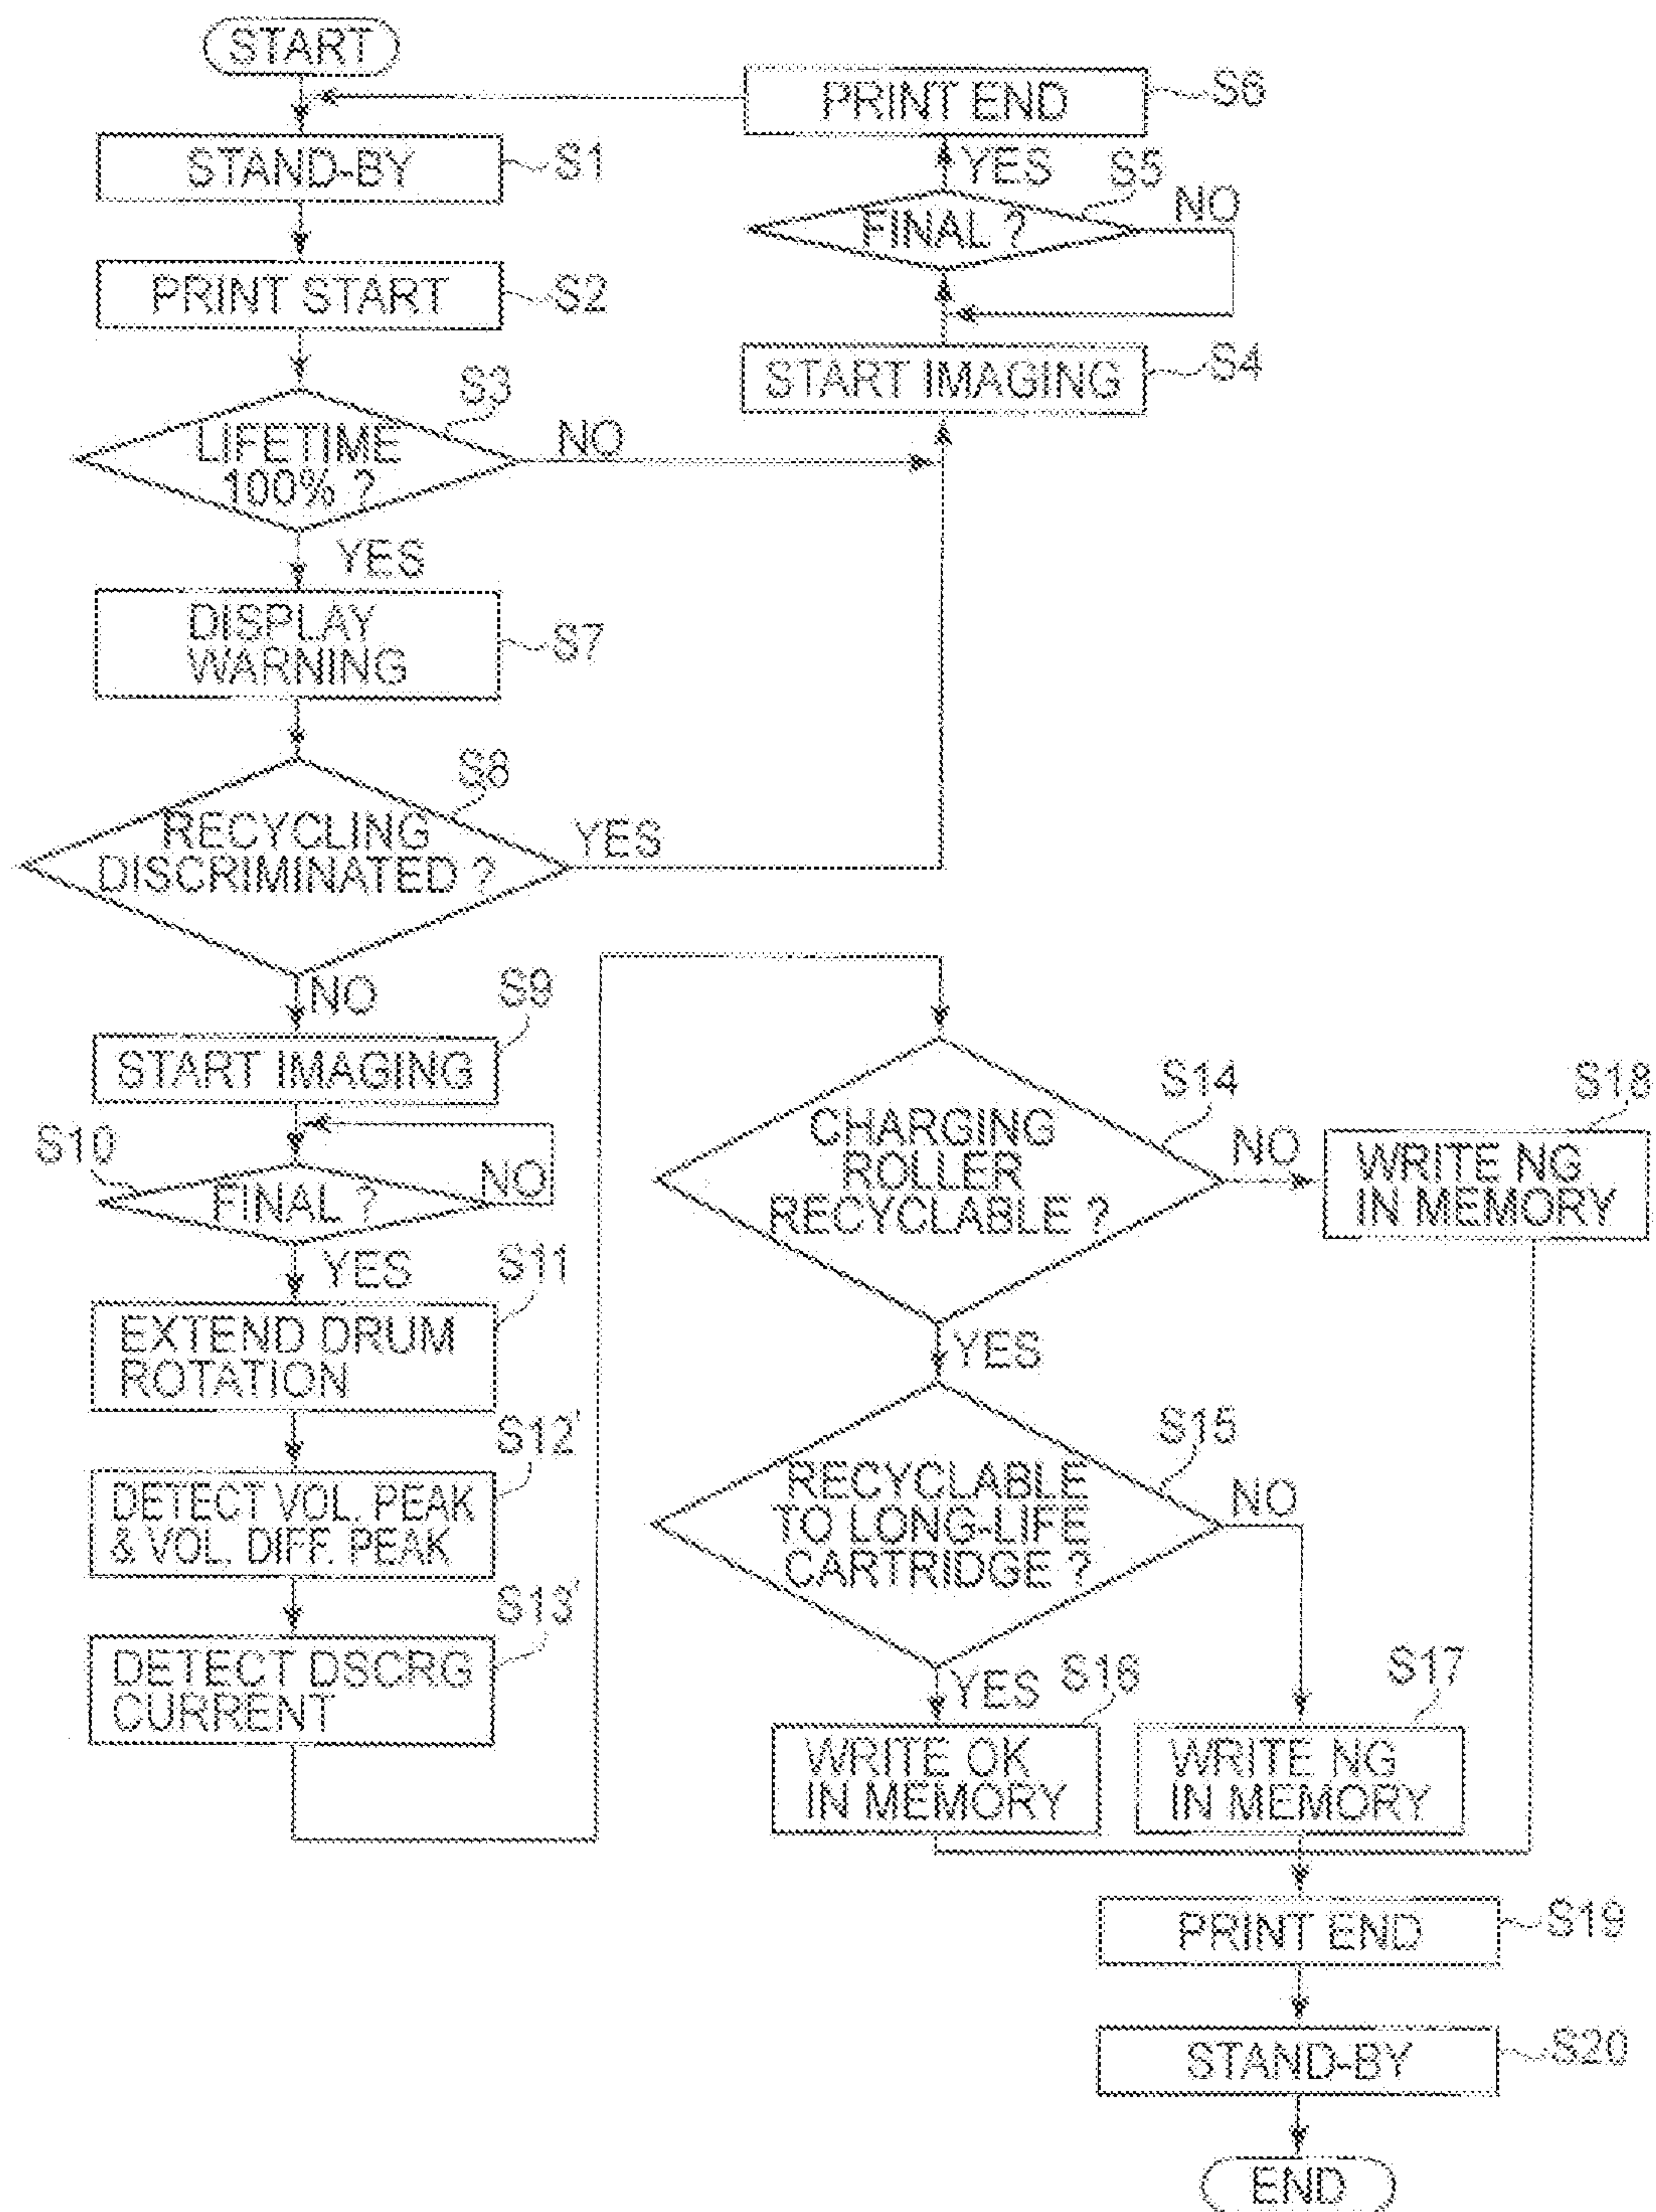 START
STAND-BY
S1
PRINT START
S2
LIFETIME
100% ?
S3
NO
YES
PRINT END
S6
YES
FINAL ?
S5
NO
START IMAGING
S4
DISPLAY
WARNING
S7
RECYCLING
DISCRIMINATED ?
S8
YES
NO
START IMAGING
S9
S10
FINAL ?
NO
YES
EXTEND DRUM
ROTATION
S11
DETECT VOL. PEAK
& VOL. DIFF. PEAK
S12'
DETECT DSCRG
CURRENT
S13'
CHARGING
ROLLER
RECYCLABLE ?
S14
NO
YES
WRITE NG
IN MEMORY
S18
RECYCLABLE
TO LONG-LIFE
CARTRIDGE ?
S15
NO
YES
WRITE OK
IN MEMORY
S16
WRITE NG
IN MEMORY
S17
PRINT END
S19
STAND-BY
S20
END